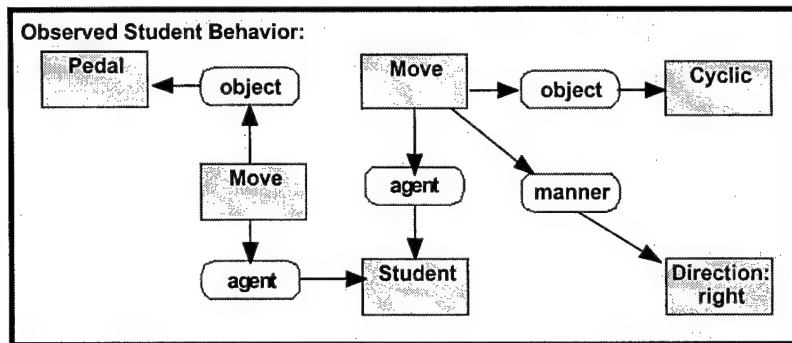 Observed Student Behavior:
Pedal
object
Move
object
Cyclic
Move
agent
manner
agent
Student
Direction:
right